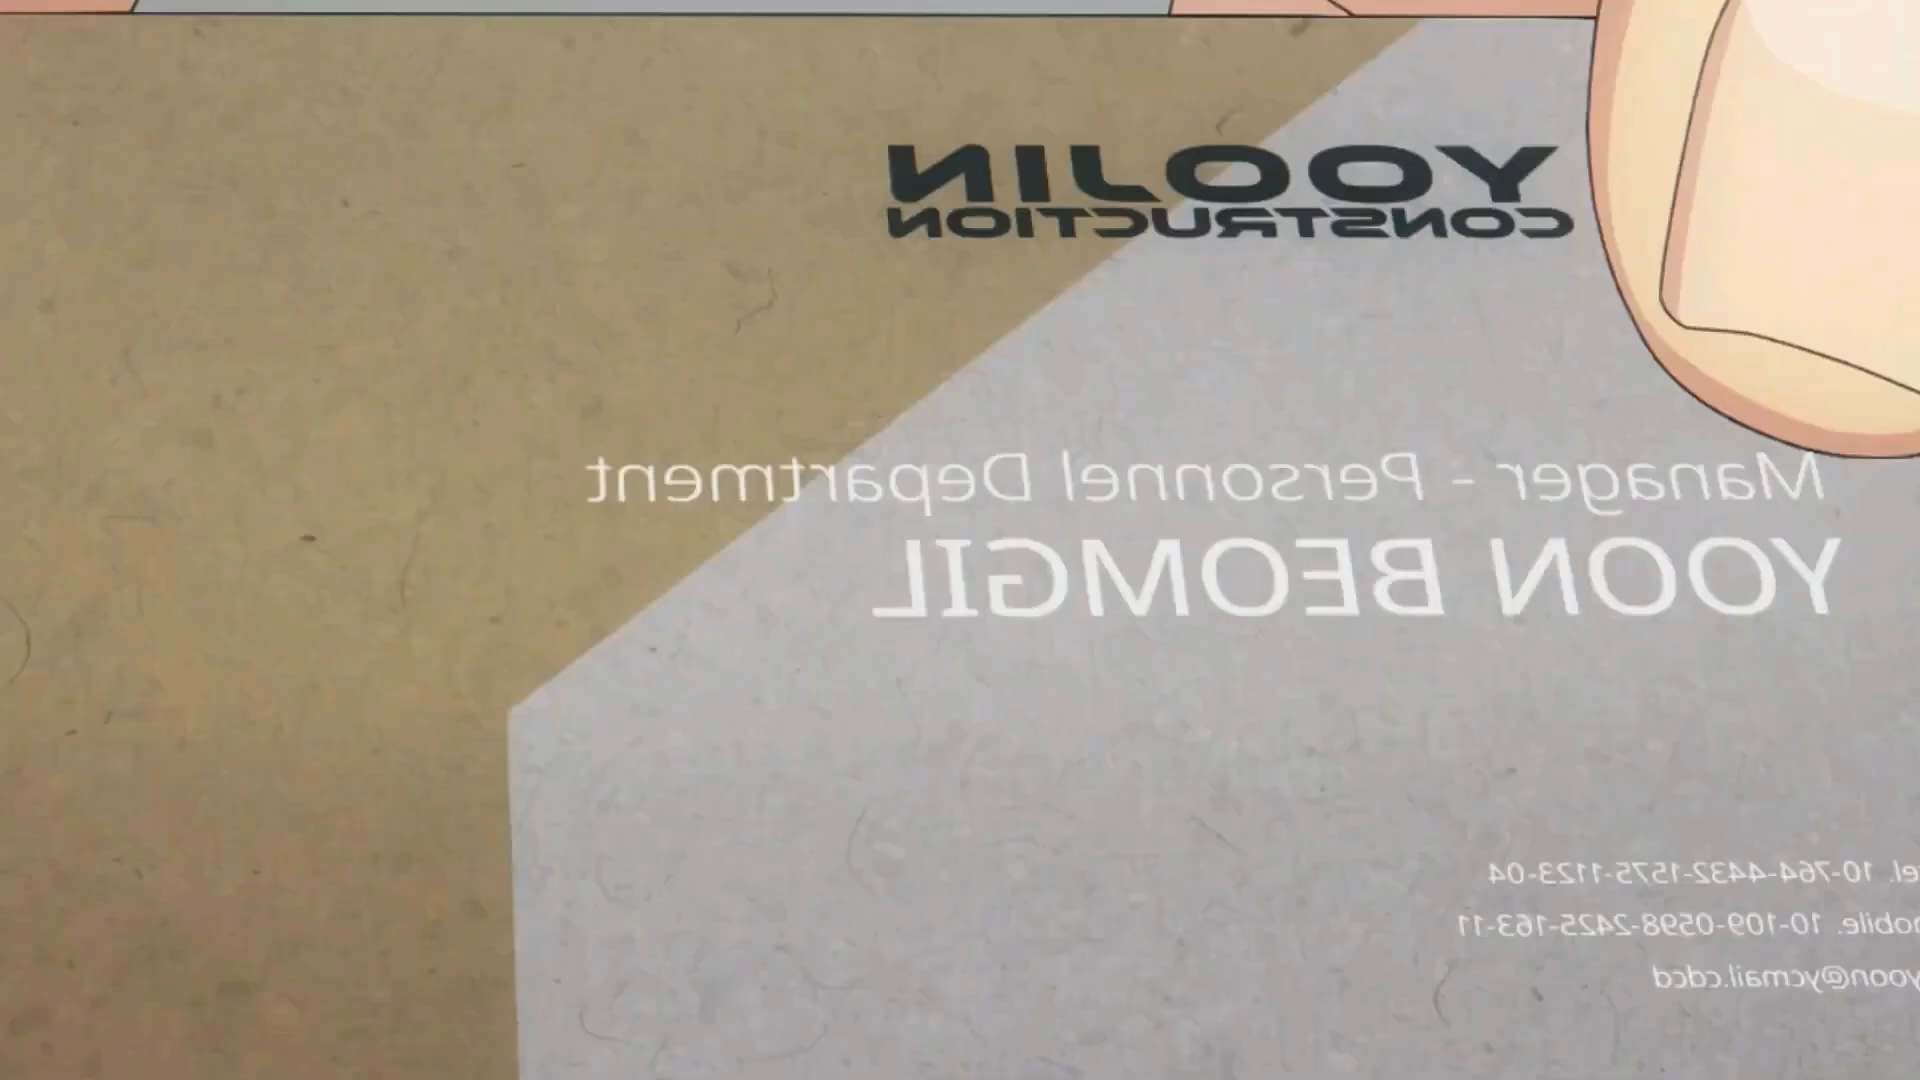 YOOJIN
CONSTRUCTION
Manager - Personnel Department
YOON BEOMGIL
el. 10-764-4432-1575-1123-04
mobile. 10-109-0598-2425-163-11
yoon@ycmail.cdcd